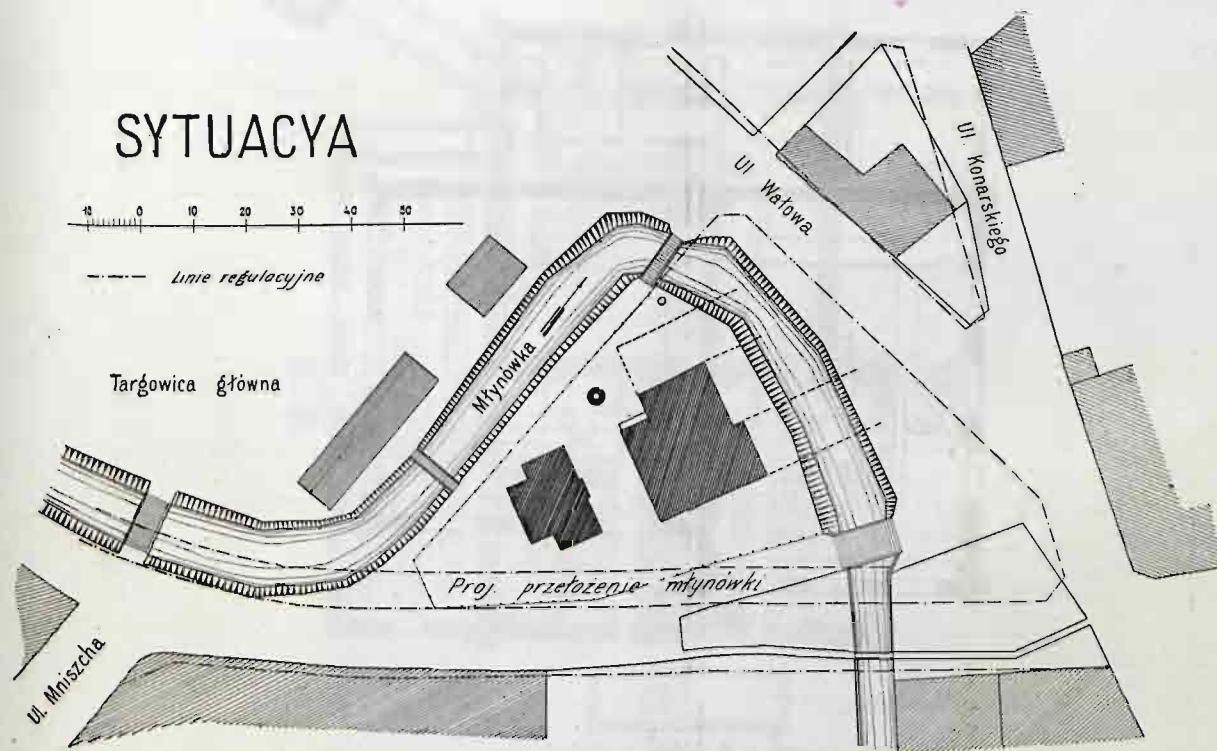 SYTUACYA
10 0 10 20 30 40 50
Linie regulacyjne
Targowica główna
Młynówka
Ul Wałowa
Ul. Konarskiego
Proj. przełożenie młynówki
Ul. Mniszcha